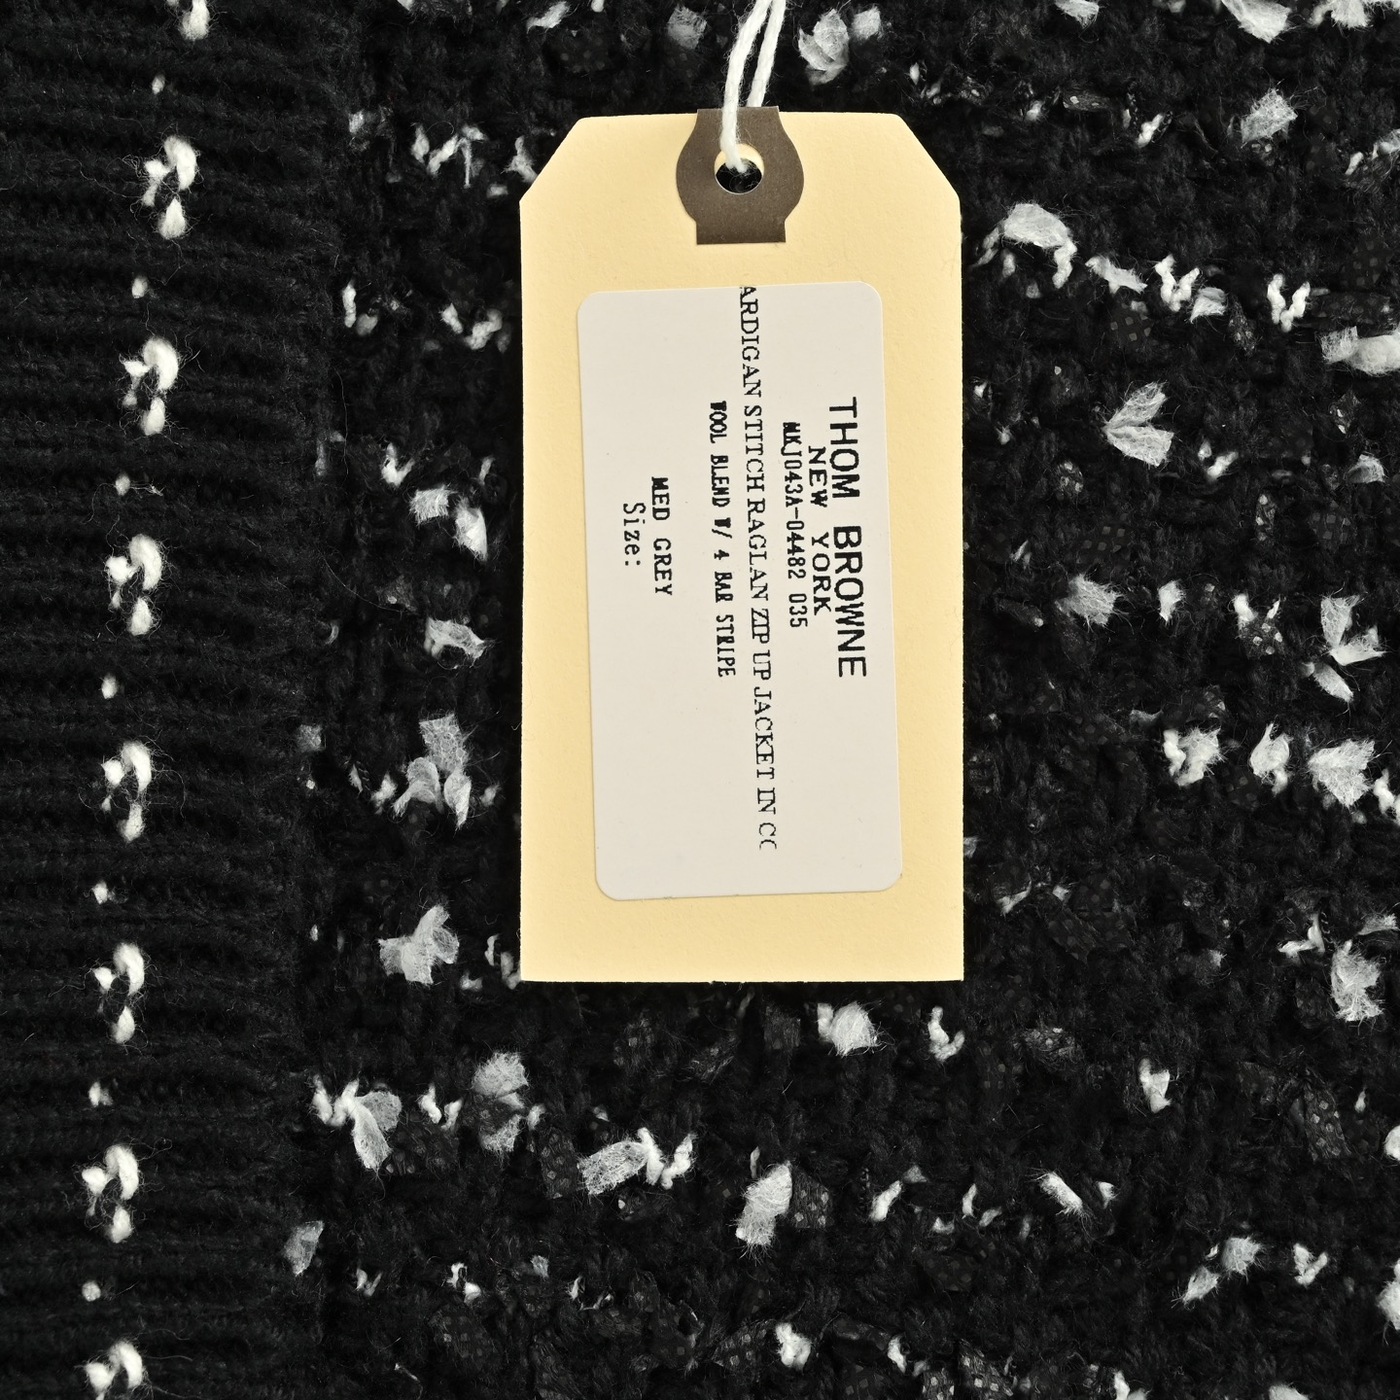 THOM BROWNE
NEW YORK
MKJ043A-04482 035
ARDIGAN STITCH RAGLAN ZIP UP JACKET IN CO
WOOL BLEND W/ 4 BAR STRIPE
MED GREY
Size: